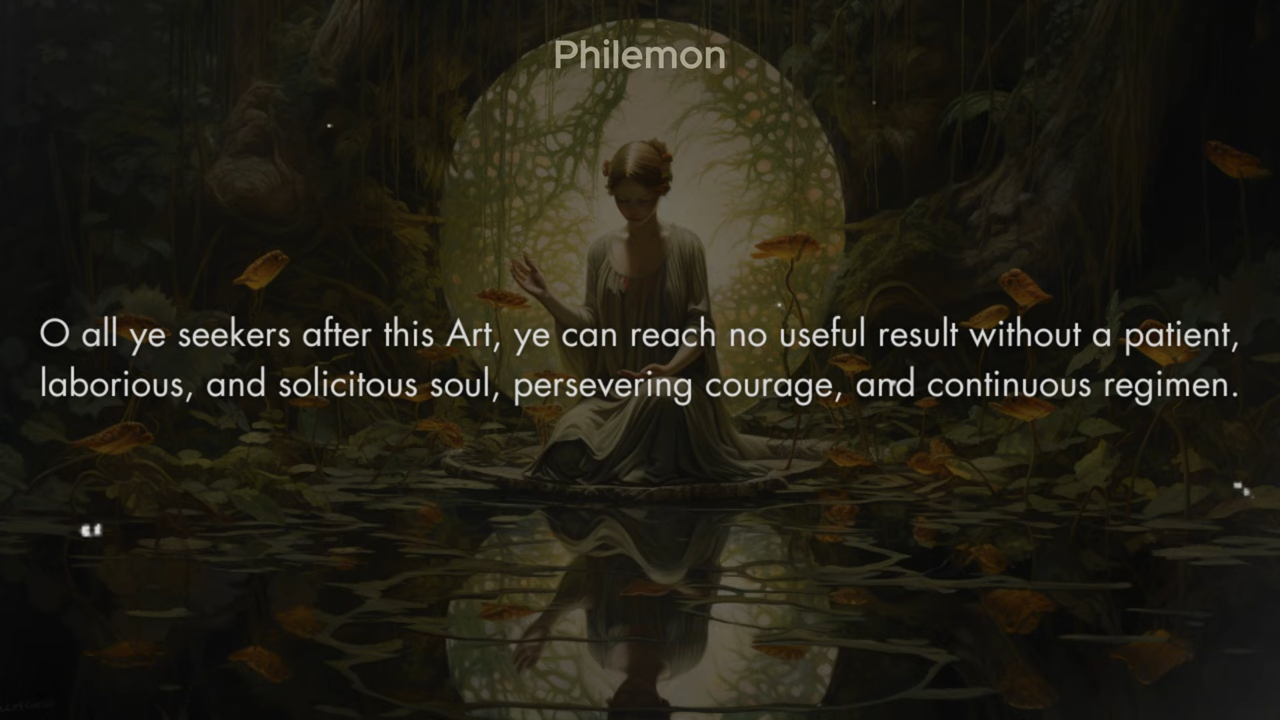 Philemon
O all ye seekers after this Art, ye can reach no useful result without a patient,
laborious, and solicitous soul, persevering courage, and continuous regimen.